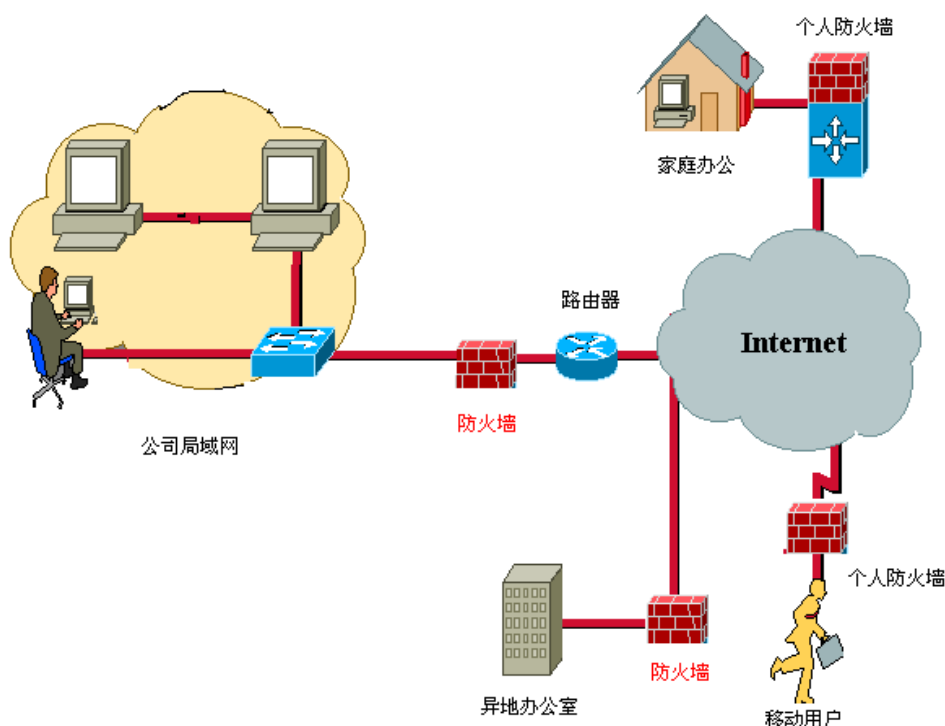 个人防火墙
家庭办公
路由器
Internet
防火墙
公司局域网
个人防火墙
防火墙
异地办公室
移动用户